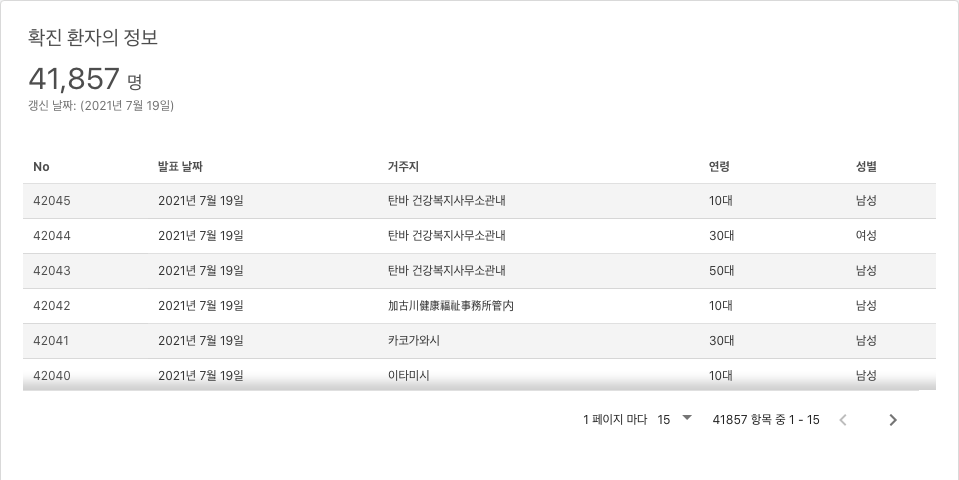 확진 환자의 정보
41,857 명
갱신 날짜: (2021년 7월 19일)
No 발표 날짜 거주지 연령 성별
42045 2021년 7월 19일 탄바 건강복지사무소관내 10대 남성
42044 2021년 7월 19일 탄바 건강복지사무소관내 30대 여성
42043 2021년 7월 19일 탄바 건강복지사무소관내 50대 남성
42042 2021년 7월 19일 加古川健康福祉事務所管内 10대 남성
42041 2021년 7월 19일 카코가와시 30대 남성
42040 2021년 7월 19일 이타미시 10대 남성
1 페이지 마다 15 41857 항목 중 1 - 15